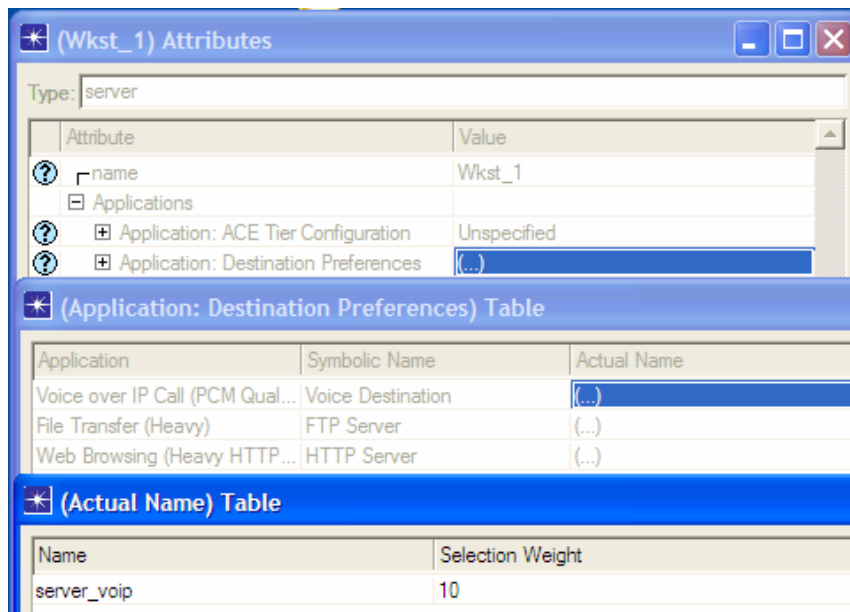 (Wkst_1) Attributes
Type: server
Attribute Value
name Wkst_1
Applications
Application: ACE Tier Configuration Unspecified
Application: Destination Preferences (...)
(Application: Destination Preferences) Table
Application Symbolic Name Actual Name
Voice over IP Call (PCM Qual... Voice Destination (...)
File Transfer (Heavy) FTP Server (...)
Web Browsing (Heavy HTTP... HTTP Server (...)
(Actual Name) Table
Name Selection Weight
server_voip 10